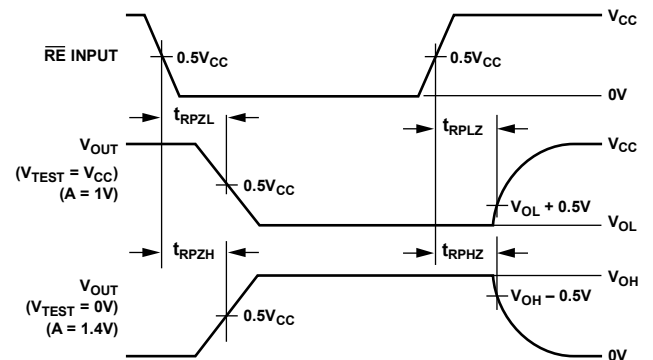 VCC
RE INPUT
0.5VCC
0.5VCC
0V
tRPZL
tRPLZ
VOUT
(VTEST = VCC)
(A = 1V)
VCC
0.5VCC
VOL + 0.5V
VOL
tRPZH
tRPHZ
VOUT
(VTEST = 0V)
(A = 1.4V)
VOH
VOH – 0.5V
0.5VCC
0V